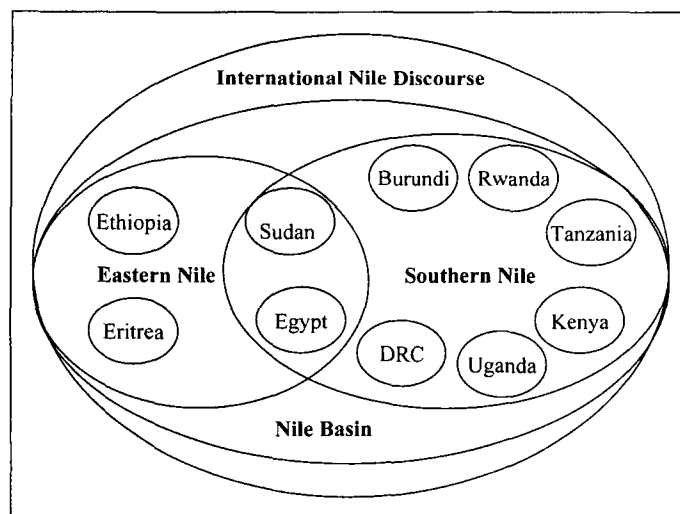 International Nile Discourse
Burundi
Rwanda
Ethiopia
Sudan
Tanzania
Eastern Nile
Southern Nile
Eritrea
Egypt
Kenya
DRC
Uganda
Nile Basin